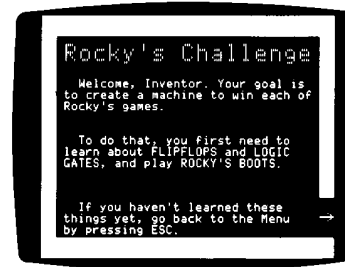 Rocky's Challenge
Welcome, Inventor. Your goal is
to create a machine to win each of
Rocky's games.
To do that, you first need to
learn about FLIPFLOPS and LOGIC
GATES, and play ROCKY'S BOOTS.
If you haven't learned these
things yet, go back to the Menu →
by pressing ESC.